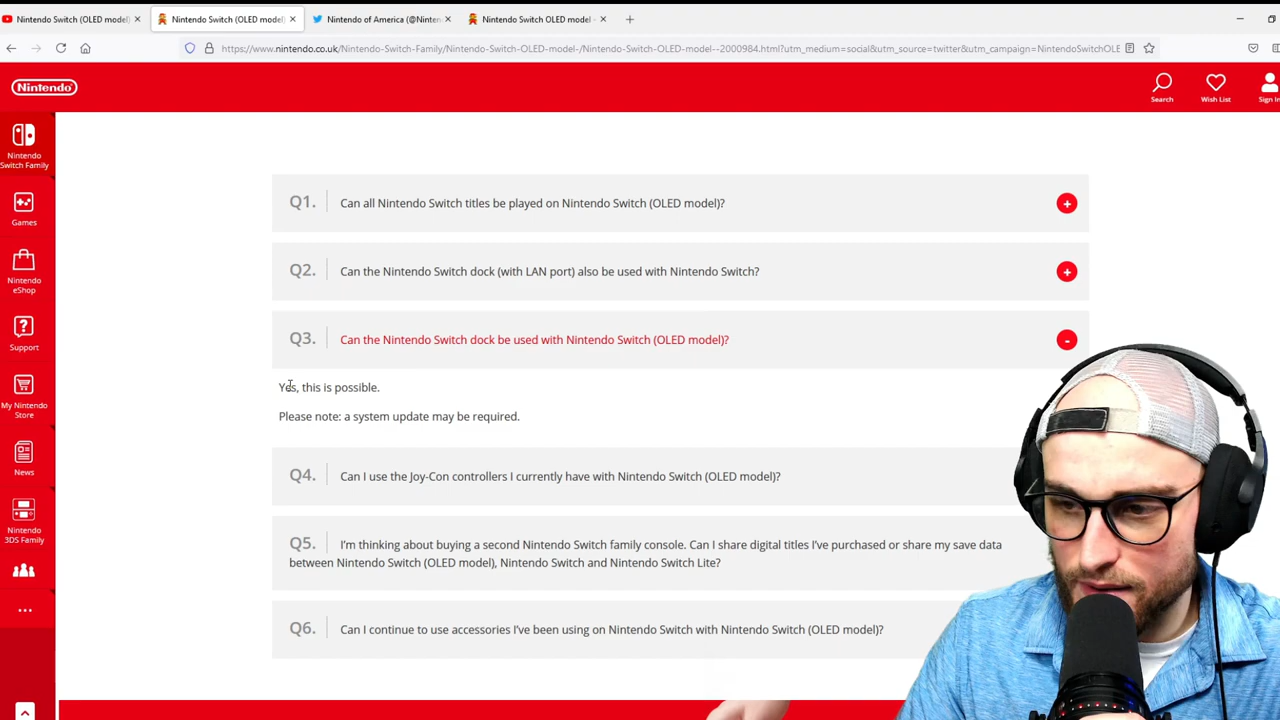 Nintendo Switch (OLED model)
Nintendo Switch (OLED model)
Nintendo of America (@Ninten
Nintendo Switch OLED model -
https://www.nintendo.co.uk/Nintendo-Switch-Family/Nintendo-Switch-OLED-model-/Nintendo-Switch-OLED-model--2000984.html?utm_medium=social&utm_source=twitter&utm_campaign=NintendoSwitchOLE
Nintendo
Search
Wish List
Sign In
Nintendo
Switch Family
Games
Nintendo
eShop
Support
My Nintendo
Store
News
Nintendo
3DS Family
...
Q1. Can all Nintendo Switch titles be played on Nintendo Switch (OLED model)? +
Q2. Can the Nintendo Switch dock (with LAN port) also be used with Nintendo Switch? +
Q3. Can the Nintendo Switch dock be used with Nintendo Switch (OLED model)? -
Yes, this is possible.
Please note: a system update may be required.
Q4. Can I use the Joy-Con controllers I currently have with Nintendo Switch (OLED model)?
Q5. I'm thinking about buying a second Nintendo Switch family console. Can I share digital titles I've purchased or share my save data
between Nintendo Switch (OLED model), Nintendo Switch and Nintendo Switch Lite?
Q6. Can I continue to use accessories I've been using on Nintendo Switch with Nintendo Switch (OLED model)?